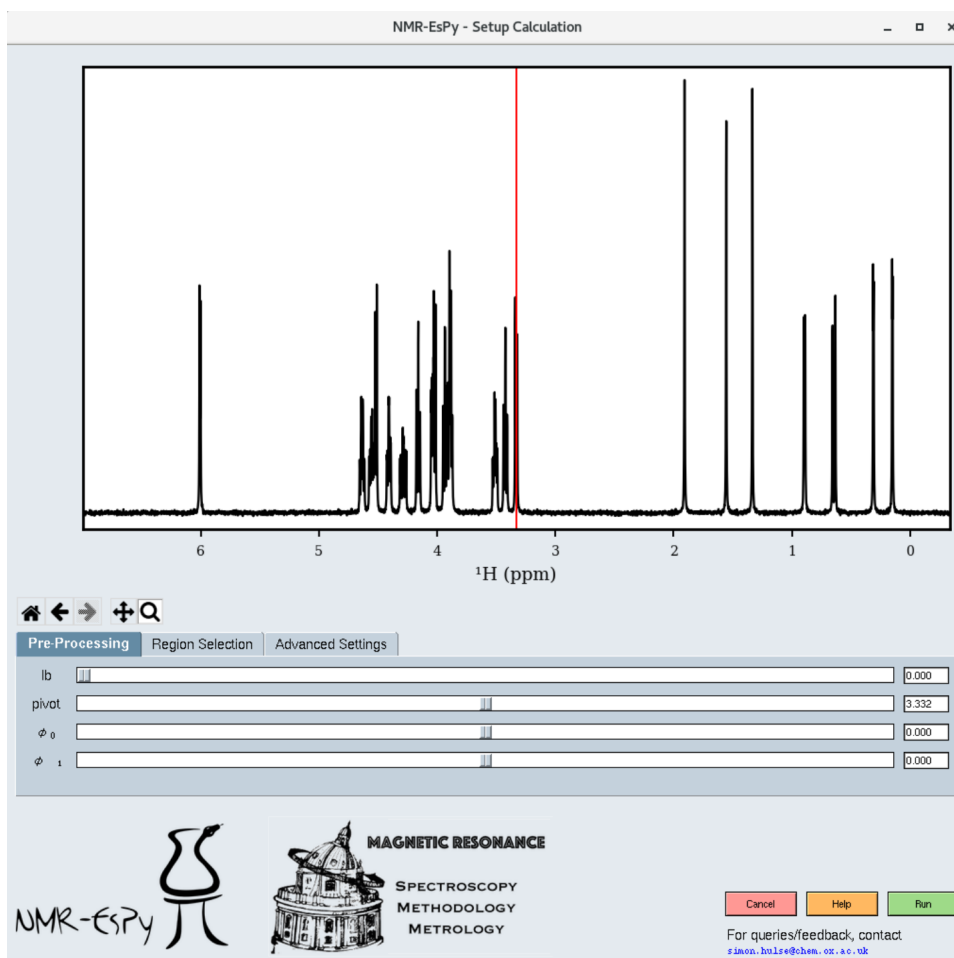 NMR-EsPy - Setup Calculation
6 5 4 3 2 1 0
¹H (ppm)
Pre-Processing Region Selection Advanced Settings
lb 0.000
pivot 3.332
ϕ 0 0.000
ϕ 1 0.000
NMR-EsPy
MAGNETIC RESONANCE
SPECTROSCOPY
METHODOLOGY
METROLOGY
Cancel Help Run
For queries/feedback, contact
simon.hulse@chem.ox.ac.uk